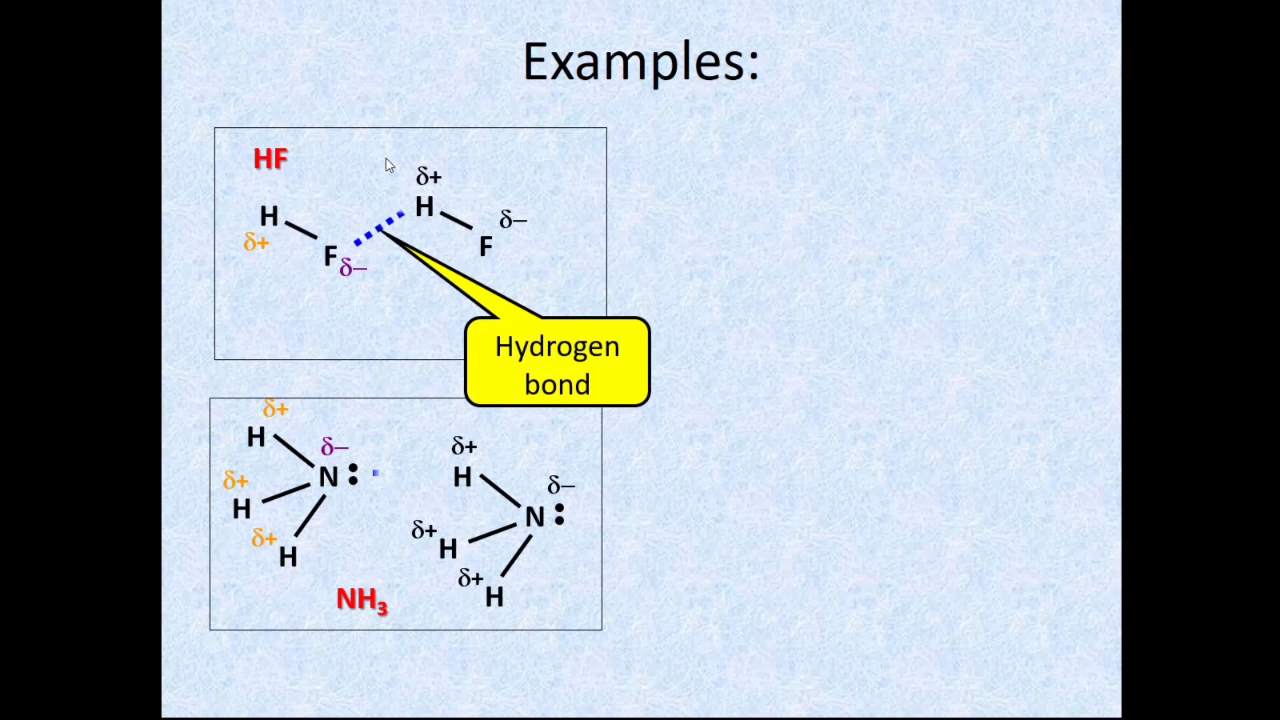 Examples:
HF
δ+
H H
δ– 
δ+ F
F δ–
Hydrogen
bond
δ+
H δ– δ+
δ+ N : H δ–
H δ+ N :
δ+ H
H δ+
NH₃ H